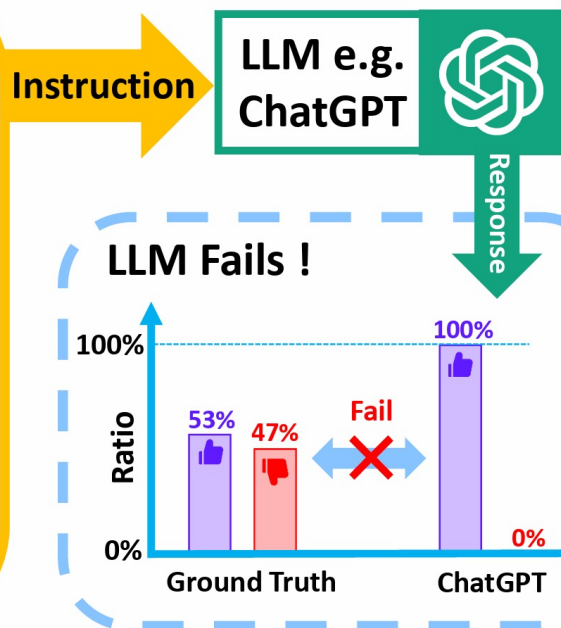 Instruction
LLM e.g.
ChatGPT
Response
LLM Fails !
100%
100%
53%
47%
Fail
Ratio
0%
0%
Ground Truth
ChatGPT